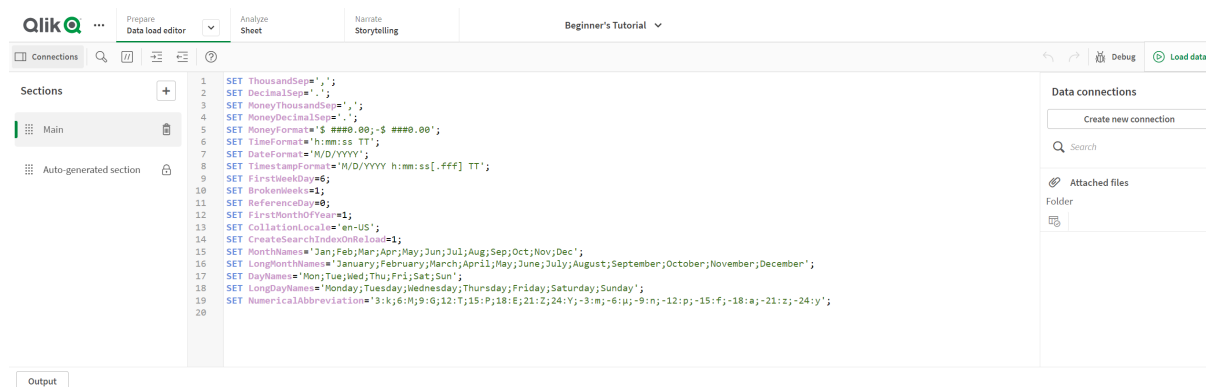 Qlik
Prepare
Data load editor
Analyze
Sheet
Narrate
Storytelling
Beginner's Tutorial
Connections
Debug
Load data
Sections
Main
Auto-generated section
1 SET ThousandSep=',';
2 SET DecimalSep='.';
3 SET MoneyThousandSep=',';
4 SET MoneyDecimalSep='.';
5 SET MoneyFormat='$ ###0.00;-$ ###0.00';
6 SET TimeFormat='h:mm:ss TT';
7 SET DateFormat='M/D/YYYY';
8 SET TimestampFormat='M/D/YYYY h:mm:ss[.fff] TT';
9 SET FirstWeekDay=6;
10 SET BrokenWeeks=1;
11 SET ReferenceDay=0;
12 SET FirstMonthOfYear=1;
13 SET CollationLocale='en-US';
14 SET CreateSearchIndexOnReload=1;
15 SET MonthNames='Jan;Feb;Mar;Apr;May;Jun;Jul;Aug;Sep;Oct;Nov;Dec';
16 SET LongMonthNames='January;February;March;April;May;June;July;August;September;October;November;December';
17 SET DayNames='Mon;Tue;Wed;Thu;Fri;Sat;Sun';
18 SET LongDayNames='Monday;Tuesday;Wednesday;Thursday;Friday;Saturday;Sunday';
19 SET NumericalAbbreviation='3:k;6:M;9:G;12:T;15:P;18:E;21:Z;24:Y;-3:m;-6:μ;-9:n;-12:p;-15:f;-18:a;-21:z;-24:y';
20
Data connections
Create new connection
Search
Attached files
Folder
Output